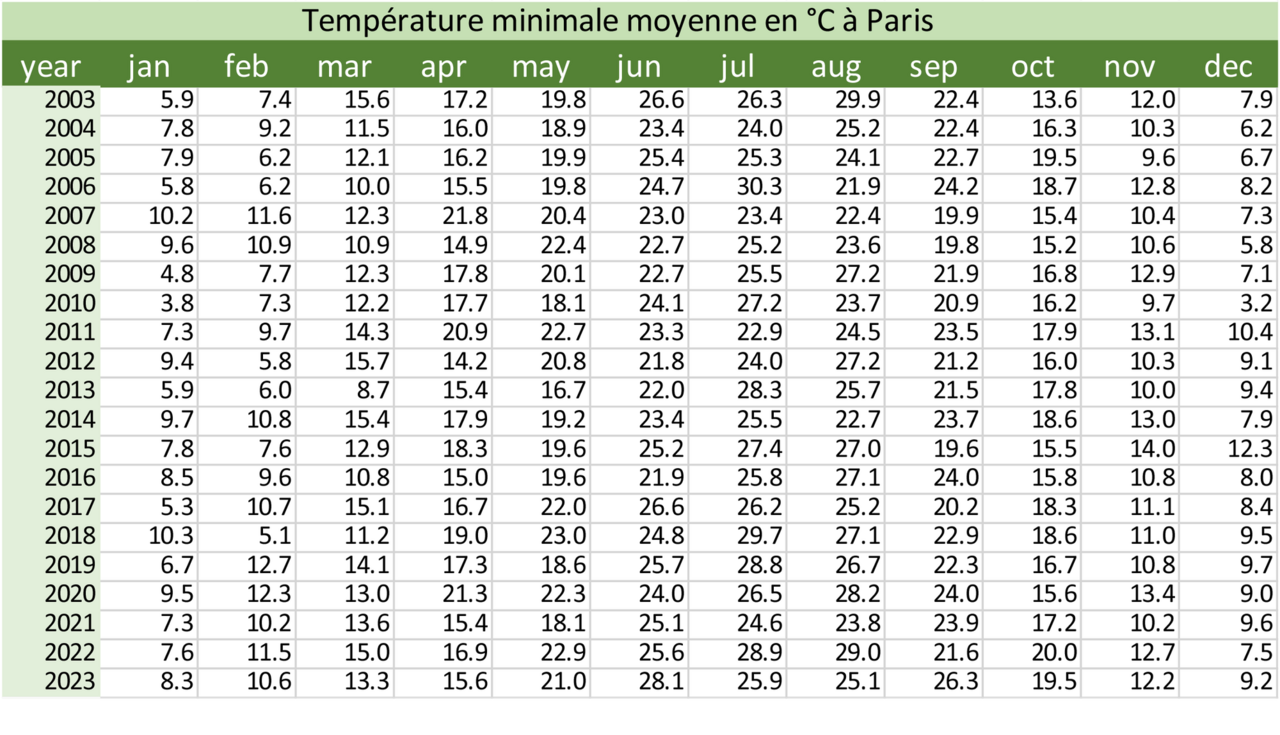 Température minimale moyenne en °C à Paris
year jan feb mar apr may jun jul aug sep oct nov dec
2003 5.9 7.4 15.6 17.2 19.8 26.6 26.3 29.9 22.4 13.6 12.0 7.9
2004 7.8 9.2 11.5 16.0 18.9 23.4 24.0 25.2 22.4 16.3 10.3 6.2
2005 7.9 6.2 12.1 16.2 19.9 25.4 25.3 24.1 22.7 19.5 9.6 6.7
2006 5.8 6.2 10.0 15.5 19.8 24.7 30.3 21.9 24.2 18.7 12.8 8.2
2007 10.2 11.6 12.3 21.8 20.4 23.0 23.4 22.4 19.9 15.4 10.4 7.3
2008 9.6 10.9 10.9 14.9 22.4 22.7 25.2 23.6 19.8 15.2 10.6 5.8
2009 4.8 7.7 12.3 17.8 20.1 22.7 25.5 27.2 21.9 16.8 12.9 7.1
2010 3.8 7.3 12.2 17.7 18.1 24.1 27.2 23.7 20.9 16.2 9.7 3.2
2011 7.3 9.7 14.3 20.9 22.7 23.3 22.9 24.5 23.5 17.9 13.1 10.4
2012 9.4 5.8 15.7 14.2 20.8 21.8 24.0 27.2 21.2 16.0 10.3 9.1
2013 5.9 6.0 8.7 15.4 16.7 22.0 28.3 25.7 21.5 17.8 10.0 9.4
2014 9.7 10.8 15.4 17.9 19.2 23.4 25.5 22.7 23.7 18.6 13.0 7.9
2015 7.8 7.6 12.9 18.3 19.6 25.2 27.4 27.0 19.6 15.5 14.0 12.3
2016 8.5 9.6 10.8 15.0 19.6 21.9 25.8 27.1 24.0 15.8 10.8 8.0
2017 5.3 10.7 15.1 16.7 22.0 26.6 26.2 25.2 20.2 18.3 11.1 8.4
2018 10.3 5.1 11.2 19.0 23.0 24.8 29.7 27.1 22.9 18.6 11.0 9.5
2019 6.7 12.7 14.1 17.3 18.6 25.7 28.8 26.7 22.3 16.7 10.8 9.7
2020 9.5 12.3 13.0 21.3 22.3 24.0 26.5 28.2 24.0 15.6 13.4 9.0
2021 7.3 10.2 13.6 15.4 18.1 25.1 24.6 23.8 23.9 17.2 10.2 9.6
2022 7.6 11.5 15.0 16.9 22.9 25.6 28.9 29.0 21.6 20.0 12.7 7.5
2023 8.3 10.6 13.3 15.6 21.0 28.1 25.9 25.1 26.3 19.5 12.2 9.2